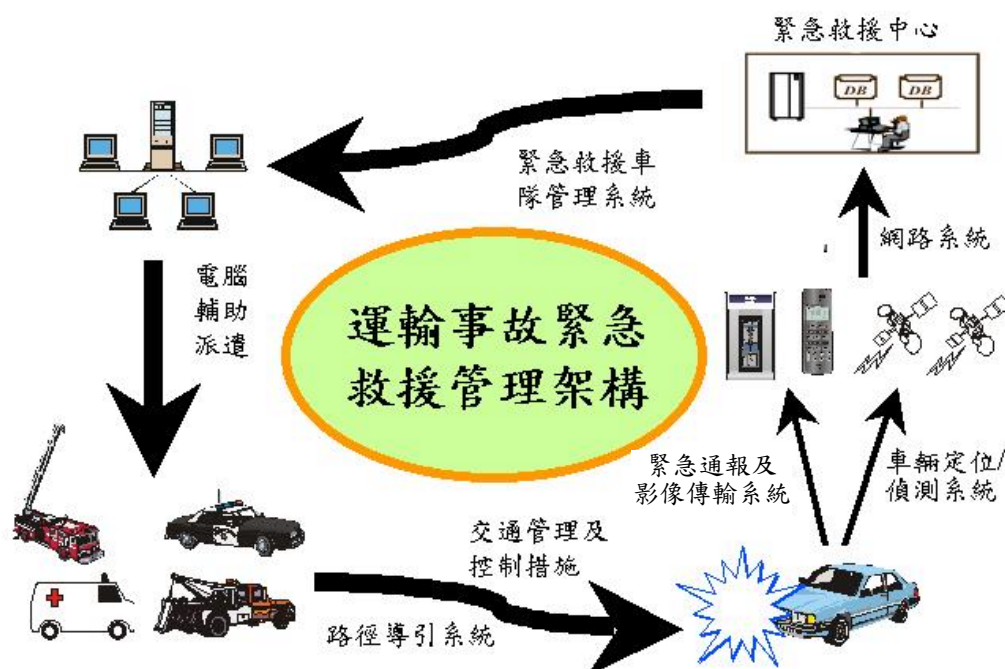 緊急救援中心
DB DB
緊急救援車
隊管理系統
網路系統
電腦
輔助
派遣
運輸事故緊急
救援管理架構
緊急通報及
影像傳輸系統
車輛定位/
偵測系統
交通管理及
控制措施
路徑導引系統